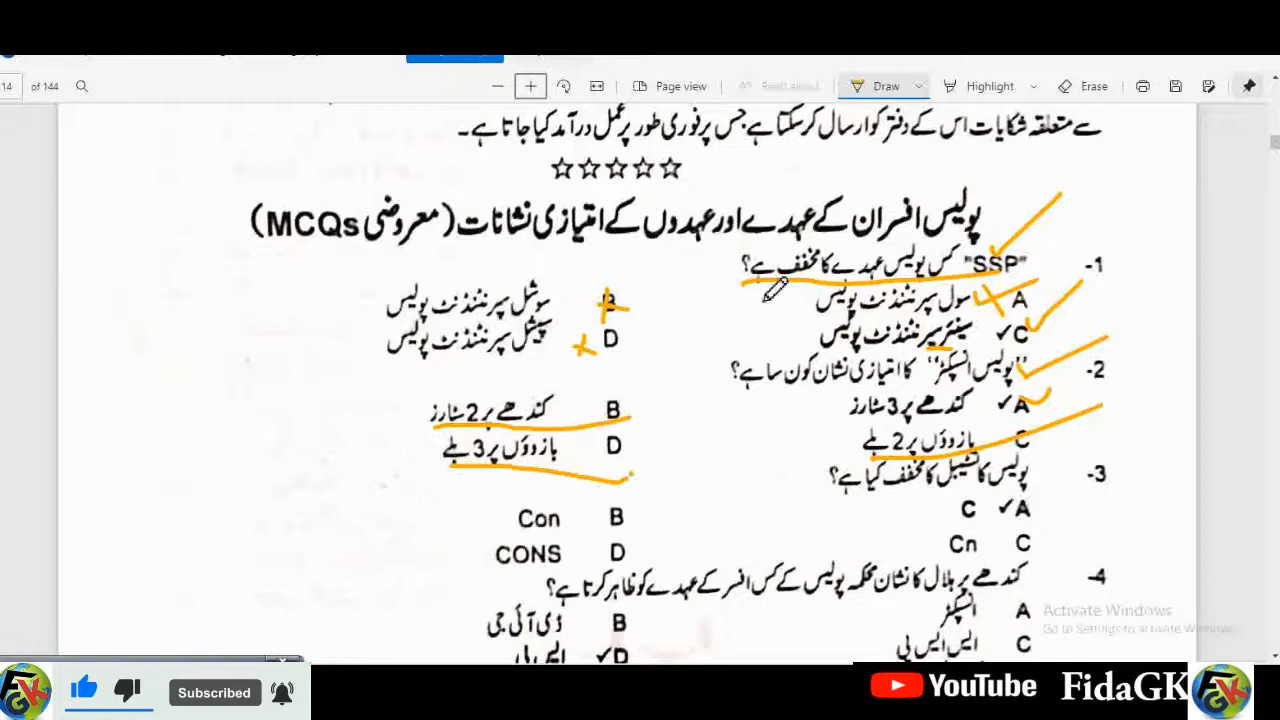 14 of 144 Page view Read aloud Draw Highlight Erase
سے متعلقہ شکایات اس کے دفتر کو ارسال کر سکتا ہے جس پر فوری طور پر عمل درآمد کیا جاتا ہے۔
☆☆☆☆☆
پولیس افسران کے عہدے اور عہدوں کے امتیازی نشانات (معروضی MCQs)
-1 "SSP" کس پولیس عہدے کا مخفف ہے؟
A سول سپرنٹنڈنٹ پولیس B سوشل سپرنٹنڈنٹ پولیس
✓C سینئر سپرنٹنڈنٹ پولیس D سپیشل سپرنٹنڈنٹ پولیس
-2 "پولیس انسپکٹر" کا امتیازی نشان کون سا ہے؟
✓A کندھے پر 3 سٹارز B کندھے پر 2 سٹارز
C بازوؤں پر 2 بلے D بازوؤں پر 3 بلے
-3 پولیس کانسٹیبل کا مخفف کیا ہے؟
✓A C B Con
C Cn D CONS
-4 کندھے پر ہلال کا نشان محکمہ پولیس کے کس افسر کے عہدے کو ظاہر کرتا ہے؟
A انسپکٹر B ڈی آئی جی
C ایس ایس پی ✓D ایس پی
Activate Windows
Go to Settings to activate Windows.
FGK Subscribed YouTube FidaGK FGK